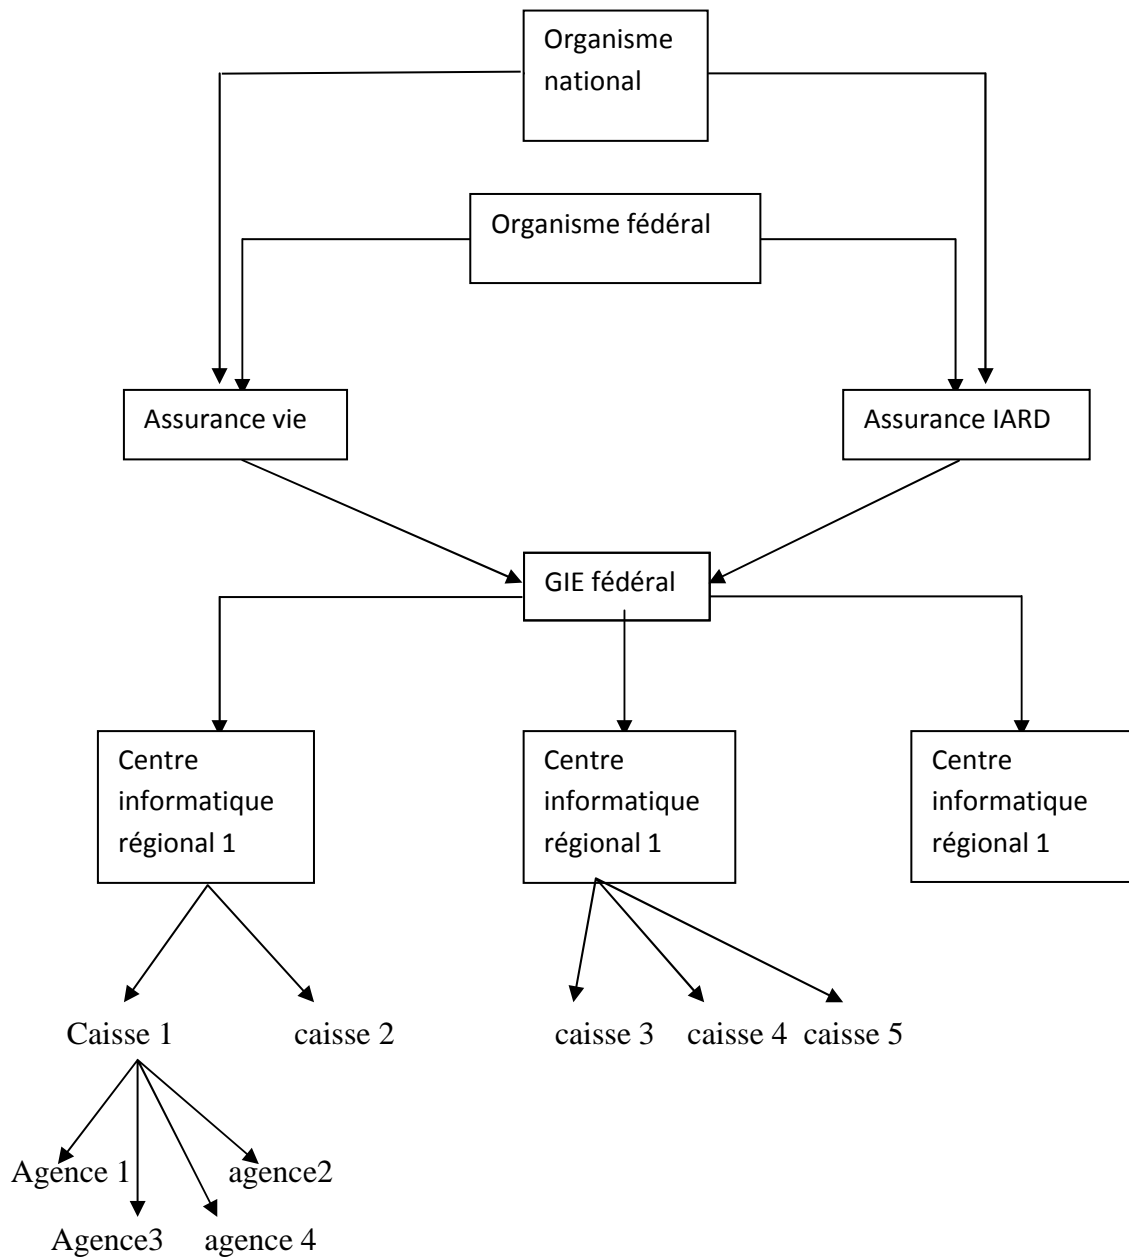 Organisme
national
Organisme fédéral
Assurance vie
Assurance IARD
GIE fédéral
Centre
informatique
régional 1
Centre
informatique
régional 1
Centre
informatique
régional 1
Caisse 1
caisse 2
caisse 3
caisse 4
caisse 5
Agence 1
agence2
Agence3
agence 4